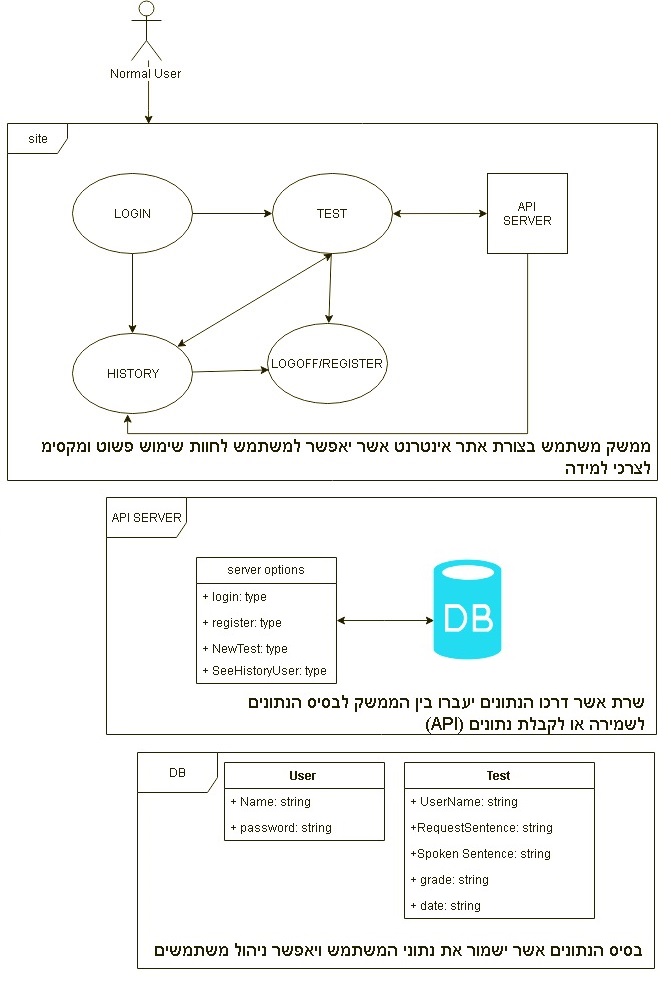 Normal User
site
LOGIN
TEST
API
SERVER
HISTORY
LOGOFF/REGISTER
ממשק משתמש בצורת אתר אינטרנט אשר יאפשר למשתמש לחוות שימוש פשוט ומקסימ
לצרכי למידה
API SERVER
server options
+ login: type
+ register: type
+ NewTest: type
+ SeeHistoryUser: type
DB
שרת אשר דרכו הנתונים יעברו בין הממשק לבסיס הנתונים
לשמירה או לקבלת נתונים (API)
DB
User
+ Name: string
+ password: string
Test
+ UserName: string
+RequestSentence: string
+Spoken Sentence: string
+ grade: string
+ date: string
בסיס הנתונים אשר ישמור את נתוני המשתמש ויאפשר ניהול משתמשים